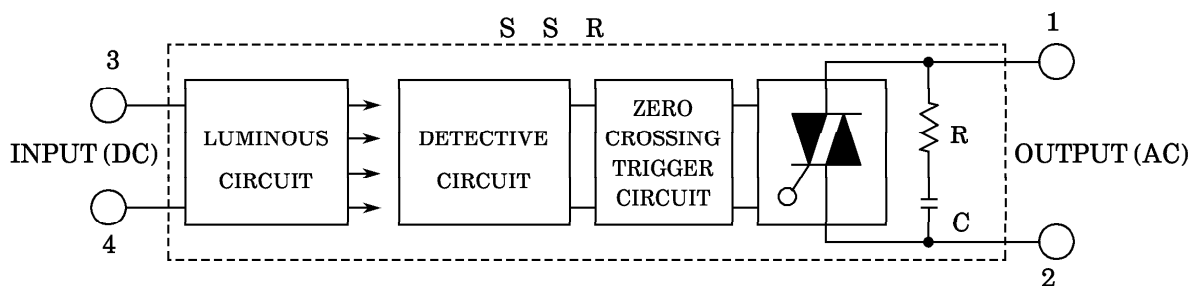 S S R
1
3
LUMINOUS
CIRCUIT
DETECTIVE
CIRCUIT
ZERO
CROSSING
TRIGGER
CIRCUIT
R
INPUT (DC)
OUTPUT (AC)
C
4
2